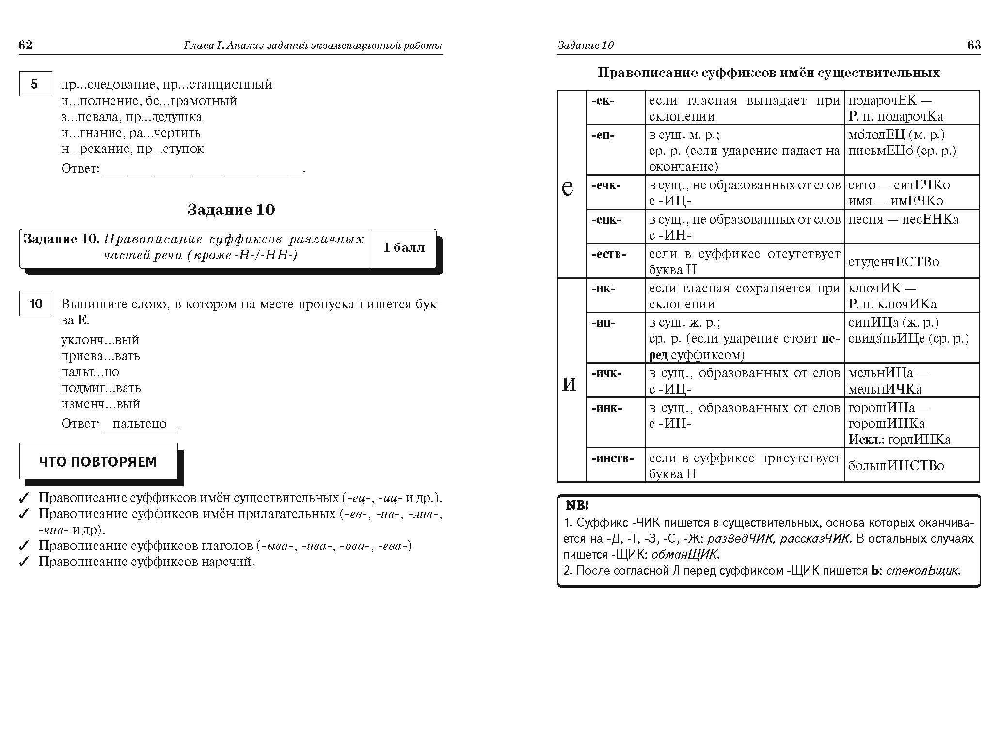 62
Глава I. Анализ заданий экзаменационной работы
5
пр...следование, пр...станционный
и...полнение, бе...грамотный
з...певала, пр...дедушка
и...гнание, ра...чертить
н...рекание, пр...ступок
Ответ: ___________________________.
Задание 10
Задание 10. Правописание суффиксов различных
частей речи (кроме -Н-/-НН-)
1 балл
10
Выпишите слово, в котором на месте пропуска пишется бук-
ва Е.
уклонч...вый
присва...вать
пальт...цо
подмиг...вать
изменч...вый
Ответ: пальтецо.
ЧТО ПОВТОРЯЕМ
✓ Правописание суффиксов имён существительных (-ец-, -иц- и др.).
✓ Правописание суффиксов имён прилагательных (-ев-, -ив-, -лив-,
-чив- и др).
✓ Правописание суффиксов глаголов (-ыва-, -ива-, -ова-, -ева-).
✓ Правописание суффиксов наречий.
Задание 10
63
Правописание суффиксов имён существительных
е
-ек-
если гласная выпадает при
склонении
подарочЕК —
Р. п. подарочКа
-ец-
в сущ. м. р.;
ср. р. (если ударение падает на
окончание)
мо́лодЕЦ (м. р.)
письмЕЦо́ (ср. р.)
-ечк-
в сущ., не образованных от слов
с -ИЦ-
сито — ситЕЧКо
имя — имЕЧКо
-енк-
в сущ., не образованных от слов
с -ИН-
песня — песЕНКа
-еств-
если в суффиксе отсутствует
буква Н
студенчЕСТВо
и
-ик-
если гласная сохраняется при
склонении
ключИК —
Р. п. ключИКа
-иц-
в сущ. ж. р.;
ср. р. (если ударение стоит пе-
ред суффиксом)
синИЦа (ж. р.)
свида́ньИЦе (ср. р.)
-ичк-
в сущ., образованных от слов
с -ИЦ-
мельнИЦа —
мельнИЧКа
-инк-
в сущ., образованных от слов
с -ИН-
горошИНа —
горошИНКа
Искл.: горлИНКа
-инств-
если в суффиксе присутствует
буква Н
большИНСТВо
NB!
1. Суффикс -ЧИК пишется в существительных, основа которых оканчива-
ется на -Д, -Т, -З, -С, -Ж: разведЧИК, рассказЧИК. В остальных случаях
пишется -ЩИК: обманЩИК.
2. После согласной Л перед суффиксом -ЩИК пишется Ь: стеколЬщик.